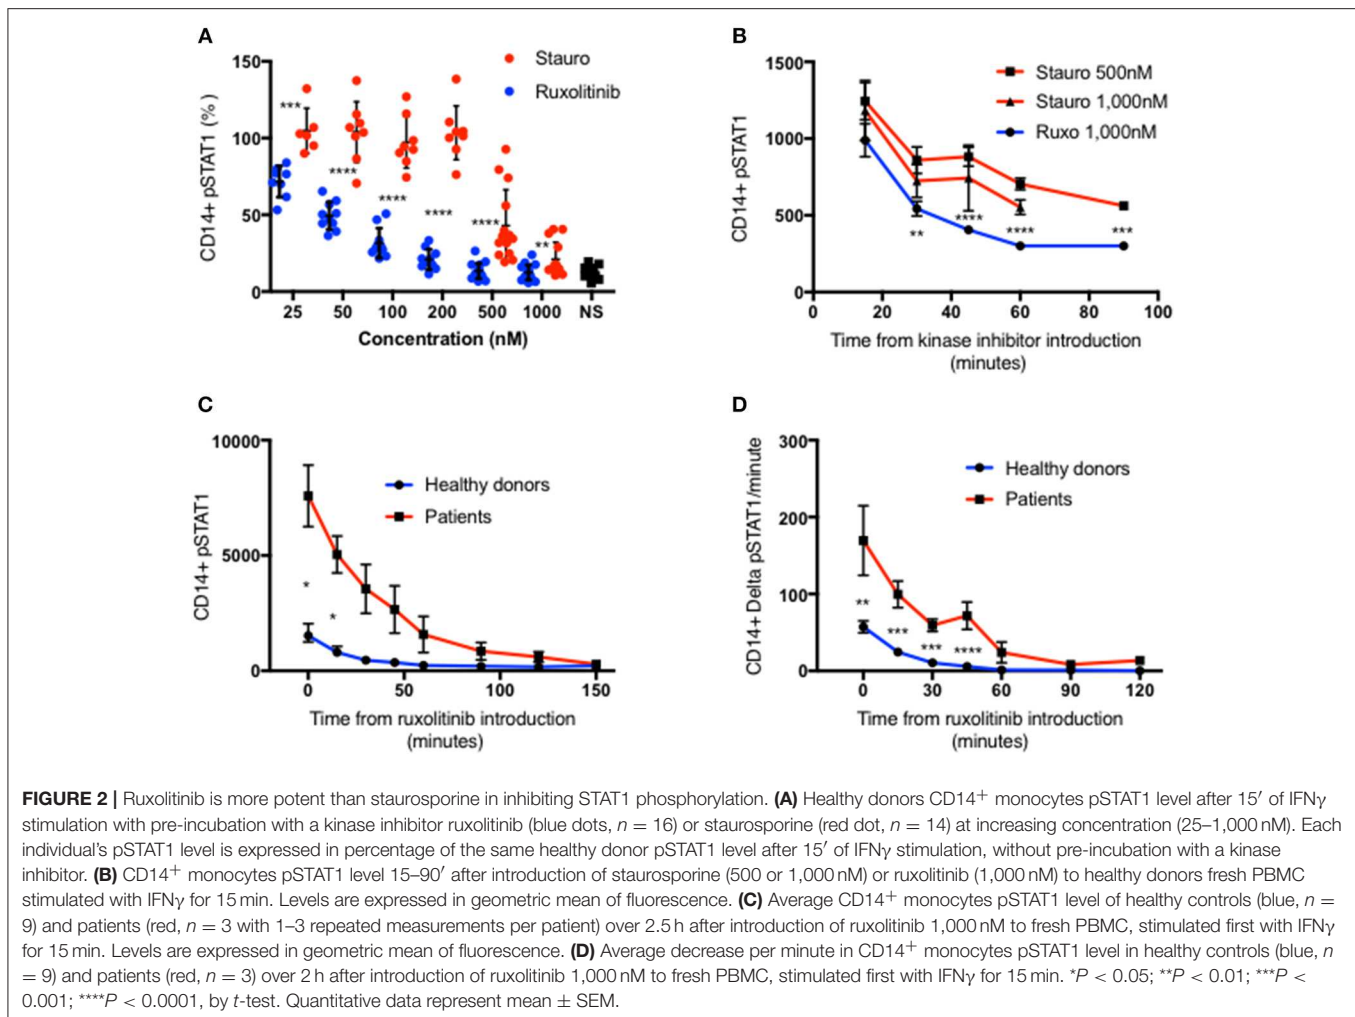 A
150
100
50
0
CD14+ pSTAT1 (%)
Stauro
Ruxolitinib
***
****
****
****
****
**
25
50
100
200
500
1000
NS
Concentration (nM)
B
1500
1000
500
0
CD14+ pSTAT1
Stauro 500nM
Stauro 1,000nM
Ruxo 1,000nM
**
****
****
***
0
20
40
60
80
100
Time from kinase inhibitor introduction
(minutes)
C
10000
5000
0
CD14+ pSTAT1
Healthy donors
Patients
*
*
0
50
100
150
Time from ruxolitinib introduction
(minutes)
D
300
200
100
0
CD14+ Delta pSTAT1/minute
Healthy donors
Patients
**
***
***
****
0
30
60
90
120
Time from ruxolitinib introduction
(minutes)
FIGURE 2 | Ruxolitinib is more potent than staurosporine in inhibiting STAT1 phosphorylation. (A) Healthy donors CD14+ monocytes pSTAT1 level after 15′ of IFNγ
stimulation with pre-incubation with a kinase inhibitor ruxolitinib (blue dots, n = 16) or staurosporine (red dot, n = 14) at increasing concentration (25–1,000 nM). Each
individual's pSTAT1 level is expressed in percentage of the same healthy donor pSTAT1 level after 15′ of IFNγ stimulation, without pre-incubation with a kinase
inhibitor. (B) CD14+ monocytes pSTAT1 level 15–90′ after introduction of staurosporine (500 or 1,000 nM) or ruxolitinib (1,000 nM) to healthy donors fresh PBMC
stimulated with IFNγ for 15 min. Levels are expressed in geometric mean of fluorescence. (C) Average CD14+ monocytes pSTAT1 level of healthy controls (blue, n =
9) and patients (red, n = 3 with 1–3 repeated measurements per patient) over 2.5 h after introduction of ruxolitinib 1,000 nM to fresh PBMC, stimulated first with IFNγ
for 15 min. Levels are expressed in geometric mean of fluorescence. (D) Average decrease per minute in CD14+ monocytes pSTAT1 level in healthy controls (blue, n
= 9) and patients (red, n = 3) over 2 h after introduction of ruxolitinib 1,000 nM to fresh PBMC, stimulated first with IFNγ for 15 min. *P < 0.05; **P < 0.01; ***P <
0.001; ****P < 0.0001, by t-test. Quantitative data represent mean ± SEM.